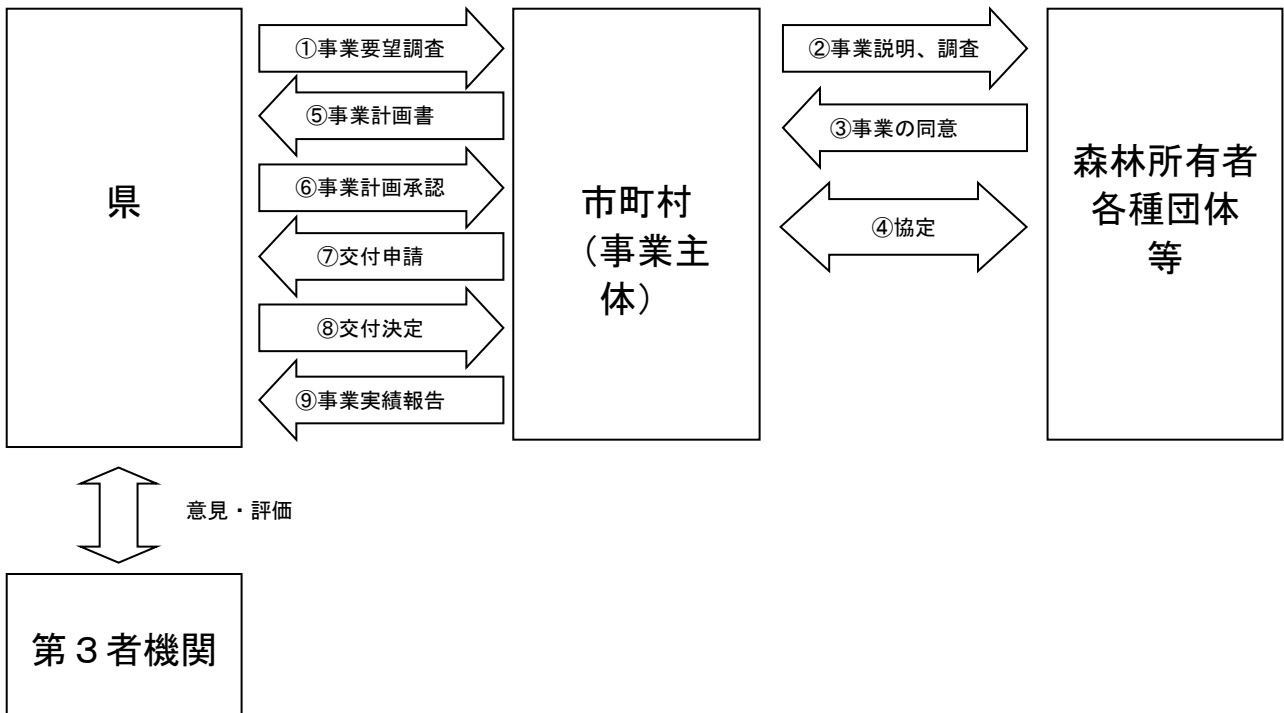 県
①事業要望調査
⑤事業計画書
⑥事業計画承認
⑦交付申請
⑧交付決定
⑨事業実績報告
市町村
（事業主
体）
②事業説明、調査
③事業の同意
④協定
森林所有者
各種団体
等
意見・評価
第３者機関